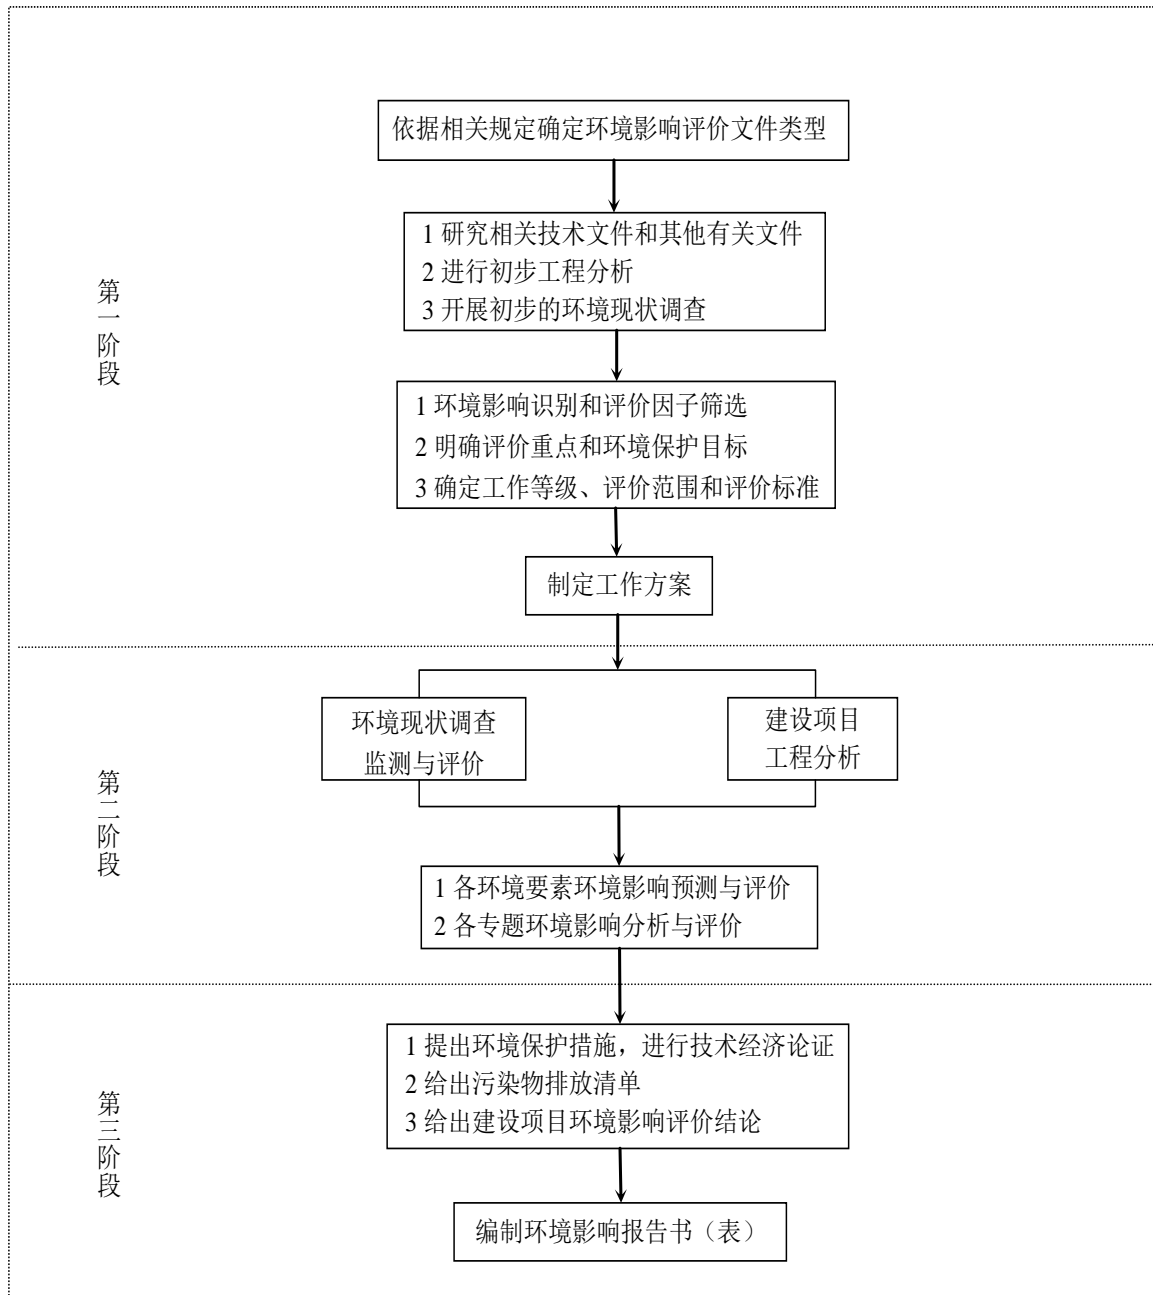 依据相关规定确定环境影响评价文件类型
1 研究相关技术文件和其他有关文件
2 进行初步工程分析
3 开展初步的环境现状调查
第一阶段
1 环境影响识别和评价因子筛选
2 明确评价重点和环境保护目标
3 确定工作等级、评价范围和评价标准
制定工作方案
环境现状调查
监测与评价
建设项目
工程分析
第二阶段
1 各环境要素环境影响预测与评价
2 各专题环境影响分析与评价
1 提出环境保护措施，进行技术经济论证
2 给出污染物排放清单
3 给出建设项目环境影响评价结论
第三阶段
编制环境影响报告书（表）